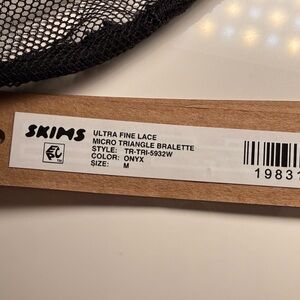 SKIMS
ULTRA FINE LACE
MICRO TRIANGLE BRALETTE
STYLE: TR-TRI-5932W
COLOR: ONYX
SIZE: M
19831